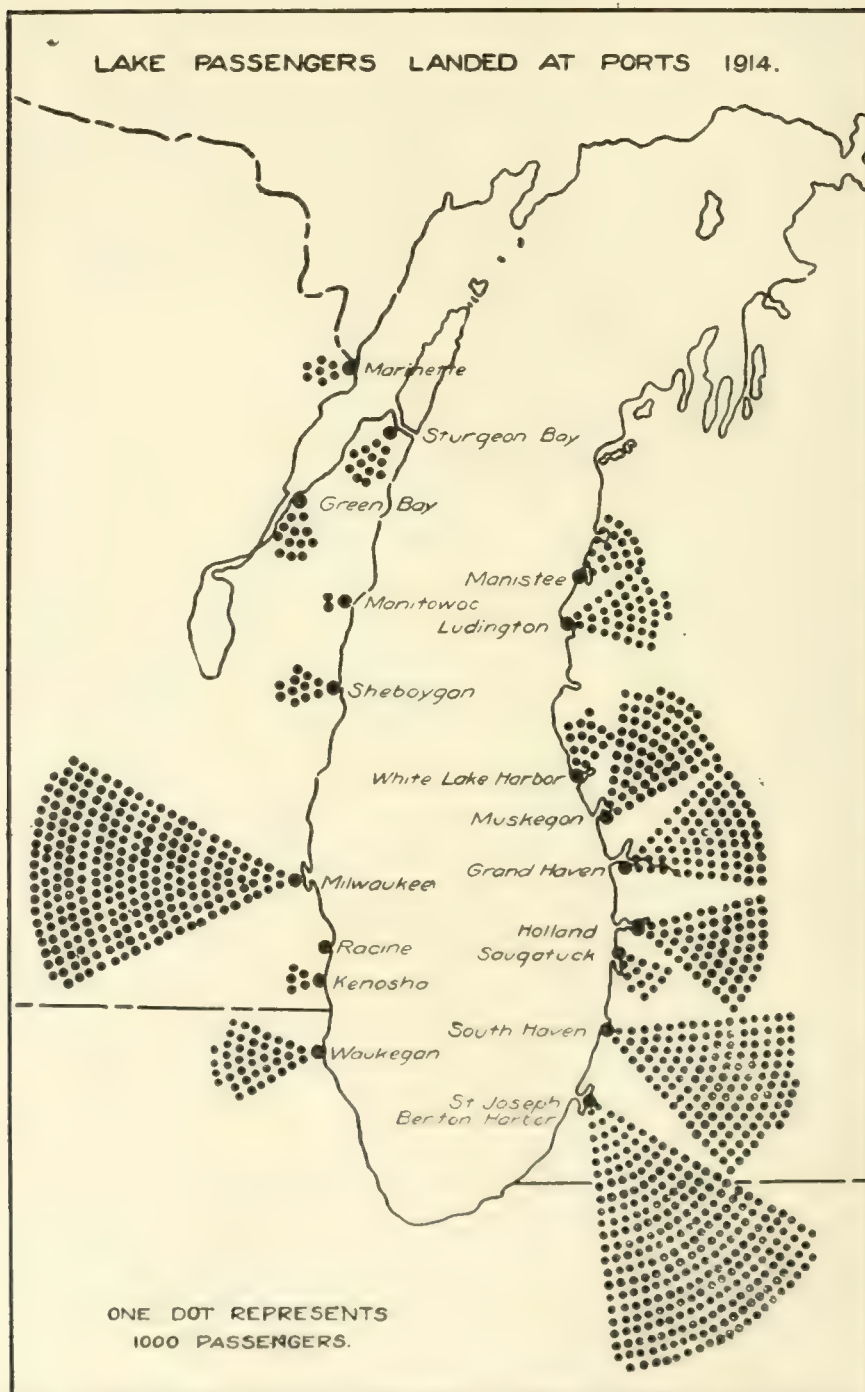 LAKE PASSENGERS LANDED AT PORTS 1914.
Marinette
Sturgeon Bay
Green Bay
Manistee
Manitowoc
Ludington
Sheboygan
White Lake Harbor
Muskegon
Grand Haven
Milwaukee
Holland
Racine
Saugatuck
Kenosha
South Haven
Waukegan
St Joseph
Benton Harbor
ONE DOT REPRESENTS
1000 PASSENGERS.